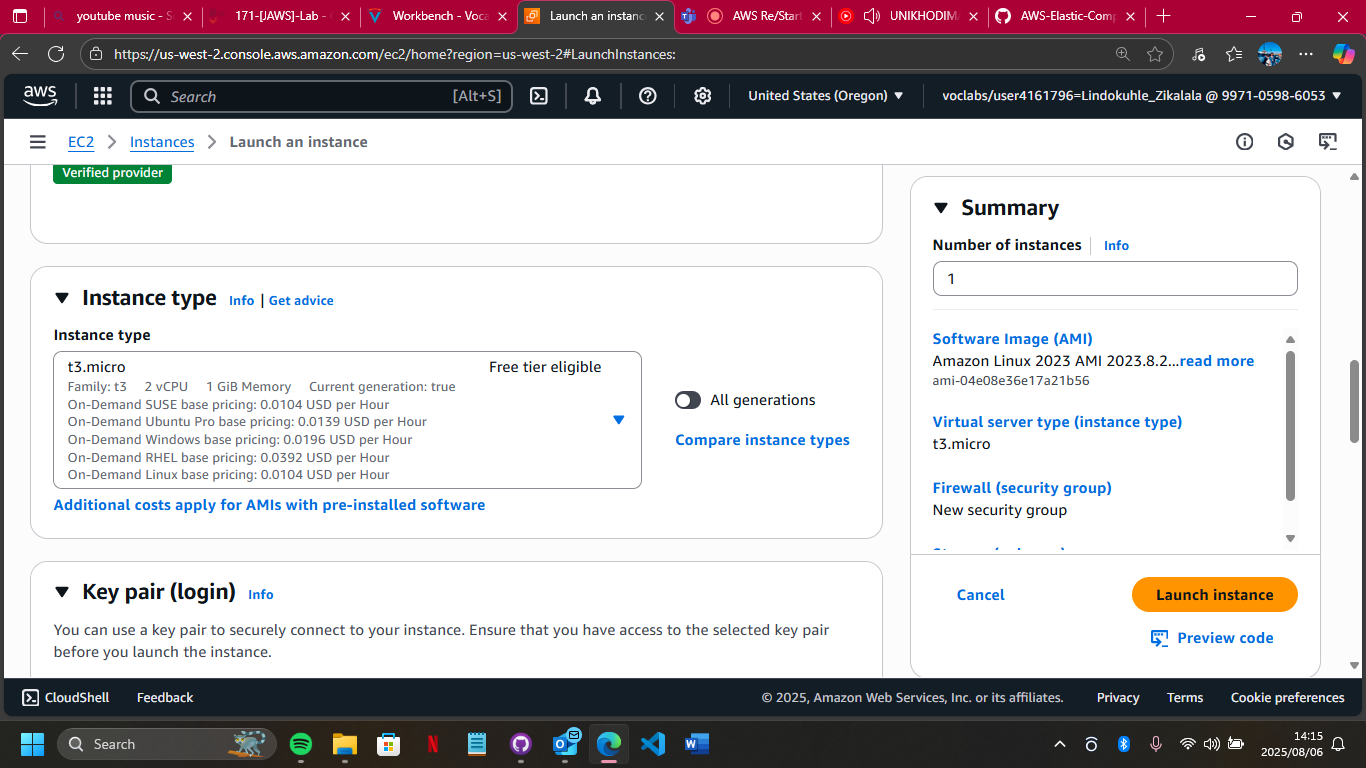 youtube music - S
171-[JAWS]-Lab -
Workbench - Voca
Launch an instanc
AWS Re/Start
UNIKHODIMA
AWS-Elastic-Comp
https://us-west-2.console.aws.amazon.com/ec2/home?region=us-west-2#LaunchInstances:
aws
Search
[Alt+S]
United States (Oregon)
voclabs/user4161796=Lindokuhle_Zikalala @ 9971-0598-6053
EC2
Instances
Launch an instance
Verified provider
Instance type
Info
Get advice
Instance type
t3.micro
Free tier eligible
Family: t3 2 vCPU 1 GiB Memory Current generation: true
On-Demand SUSE base pricing: 0.0104 USD per Hour
On-Demand Ubuntu Pro base pricing: 0.0139 USD per Hour
On-Demand Windows base pricing: 0.0196 USD per Hour
On-Demand RHEL base pricing: 0.0392 USD per Hour
On-Demand Linux base pricing: 0.0104 USD per Hour
All generations
Compare instance types
Additional costs apply for AMIs with pre-installed software
Key pair (login)
Info
You can use a key pair to securely connect to your instance. Ensure that you have access to the selected key pair
before you launch the instance.
Summary
Number of instances
Info
1
Software Image (AMI)
Amazon Linux 2023 AMI 2023.8.2...read more
ami-04e08e36e17a21b56
Virtual server type (instance type)
t3.micro
Firewall (security group)
New security group
Cancel
Launch instance
Preview code
CloudShell
Feedback
© 2025, Amazon Web Services, Inc. or its affiliates.
Privacy
Terms
Cookie preferences
Search
14:15
2025/08/06